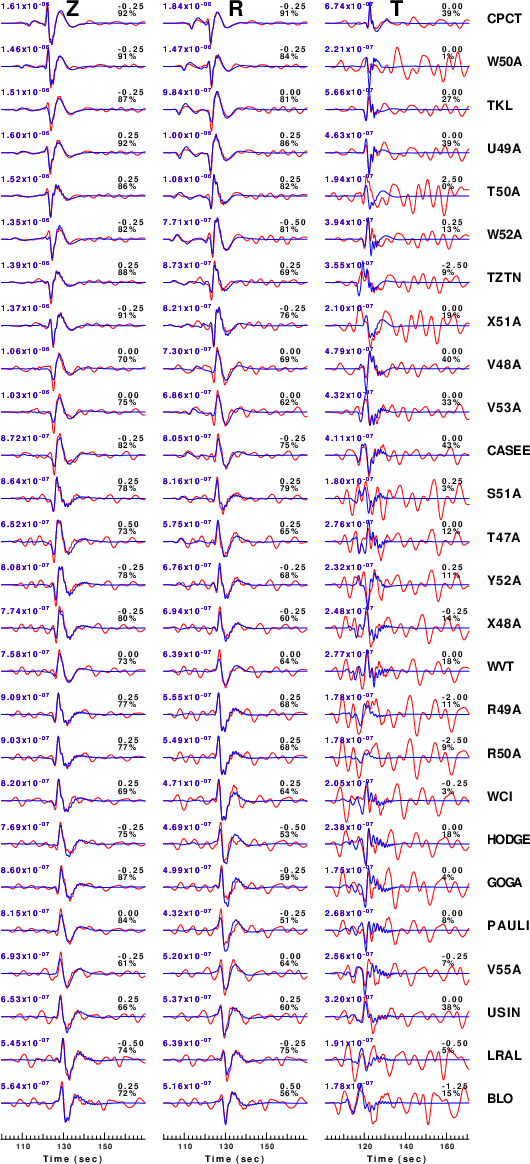 Z R T
1.61x10-06 -0.25 92% 1.84x10-06 -0.25 91% 6.74x10-07 0.00 39% CPCT
1.46x10-06 -0.25 91% 1.47x10-06 -0.25 84% 2.21x10-07 0.00 1% W50A
1.51x10-06 -0.25 87% 9.84x10-07 0.00 81% 5.66x10-07 0.00 27% TKL
1.60x10-06 0.25 92% 1.00x10-06 0.25 86% 4.63x10-07 0.00 39% U49A
1.52x10-06 0.25 86% 1.08x10-06 0.25 82% 1.94x10-07 2.50 0% T50A
1.35x10-06 -0.25 82% 7.71x10-07 -0.50 81% 3.94x10-07 0.25 13% W52A
1.39x10-06 0.25 88% 8.73x10-07 0.25 69% 3.55x10-07 -2.50 9% TZTN
1.37x10-06 -0.25 91% 8.21x10-07 -0.25 76% 2.10x10-07 0.00 19% X51A
1.06x10-06 0.00 70% 7.30x10-07 0.00 69% 4.79x10-07 0.00 40% V48A
1.03x10-06 0.00 75% 6.86x10-07 0.00 62% 4.32x10-07 0.00 33% V53A
8.72x10-07 -0.25 82% 8.05x10-07 -0.25 75% 4.11x10-07 0.00 43% CASEE
8.64x10-07 0.25 78% 8.16x10-07 0.25 79% 1.80x10-07 0.25 3% S51A
6.52x10-07 0.50 73% 5.75x10-07 0.25 65% 2.76x10-07 0.00 12% T47A
8.08x10-07 -0.25 78% 6.76x10-07 -0.25 68% 2.32x10-07 0.25 11% Y52A
7.74x10-07 -0.25 80% 6.94x10-07 -0.25 60% 2.48x10-07 -0.25 14% X48A
7.58x10-07 0.00 73% 6.39x10-07 0.00 64% 2.77x10-07 0.00 18% WVT
9.09x10-07 0.25 77% 5.55x10-07 0.25 68% 1.78x10-07 -2.00 11% R49A
9.03x10-07 0.25 77% 5.49x10-07 0.25 68% 1.78x10-07 -2.50 9% R50A
8.20x10-07 0.25 69% 4.71x10-07 0.25 64% 2.05x10-07 -0.25 3% WCI
7.69x10-07 -0.25 75% 4.69x10-07 -0.50 53% 2.38x10-07 0.00 18% HODGE
8.60x10-07 -0.25 87% 4.99x10-07 -0.25 59% 1.75x10-07 0.00 4% GOGA
8.15x10-07 0.00 84% 4.32x10-07 -0.25 51% 2.68x10-07 0.00 8% PAULI
6.93x10-07 -0.25 61% 5.20x10-07 0.00 64% 2.56x10-07 -0.25 7% V55A
6.53x10-07 0.25 66% 5.37x10-07 0.25 60% 3.20x10-07 0.00 38% USIN
5.45x10-07 -0.50 74% 6.39x10-07 -0.25 75% 1.91x10-07 -0.50 5% LRAL
5.64x10-07 0.25 72% 5.16x10-07 0.50 56% 1.78x10-07 -1.25 15% BLO
110 130 150 110 130 150 120 140 160
Time (sec) Time (sec) Time (sec)